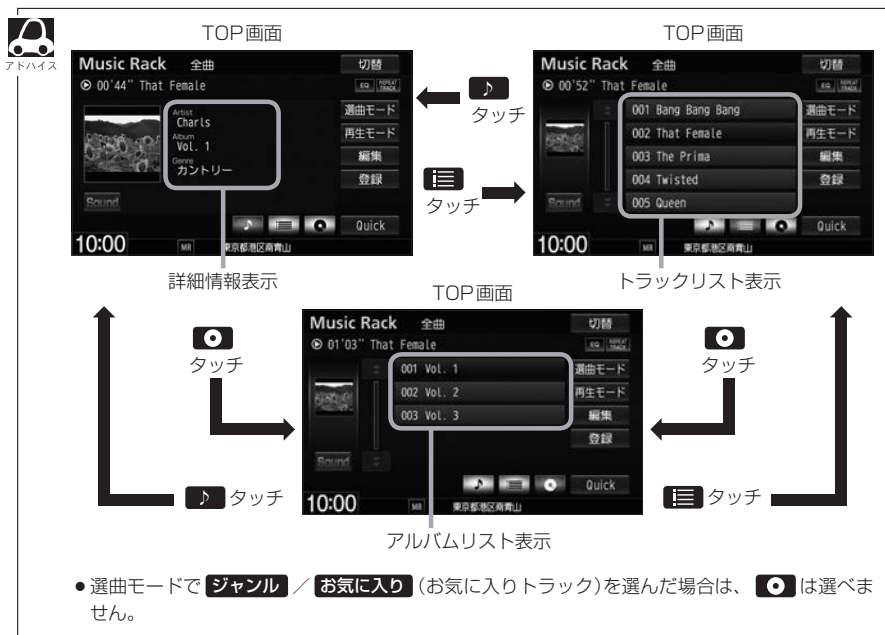 アドバイス
TOP画面
Music Rack 全曲 切替
00'44" That Female EQ REPEAT TRACK
Artist
Charls
Album
Vol. 1
Genre
カントリー
選曲モード
再生モード
編集
登録
Sound
Quick
10:00 MR 東京都港区南青山
詳細情報表示
♪ タッチ
タッチ
TOP画面
Music Rack 全曲 切替
00'52" That Female EQ REPEAT TRACK
001 Bang Bang Bang
002 That Female
003 The Prima
004 Twisted
005 Queen
選曲モード
再生モード
編集
登録
Sound
Quick
10:00 MR 東京都港区南青山
トラックリスト表示
タッチ
♪ タッチ
TOP画面
Music Rack 全曲 切替
01'03" That Female EQ REPEAT TRACK
001 Vol. 1
002 Vol. 2
003 Vol. 3
選曲モード
再生モード
編集
登録
Sound
Quick
10:00 MR 東京都港区南青山
アルバムリスト表示
タッチ
タッチ
●選曲モードで ジャンル / お気に入り (お気に入りトラック)を選んだ場合は、 は選べま
せん。